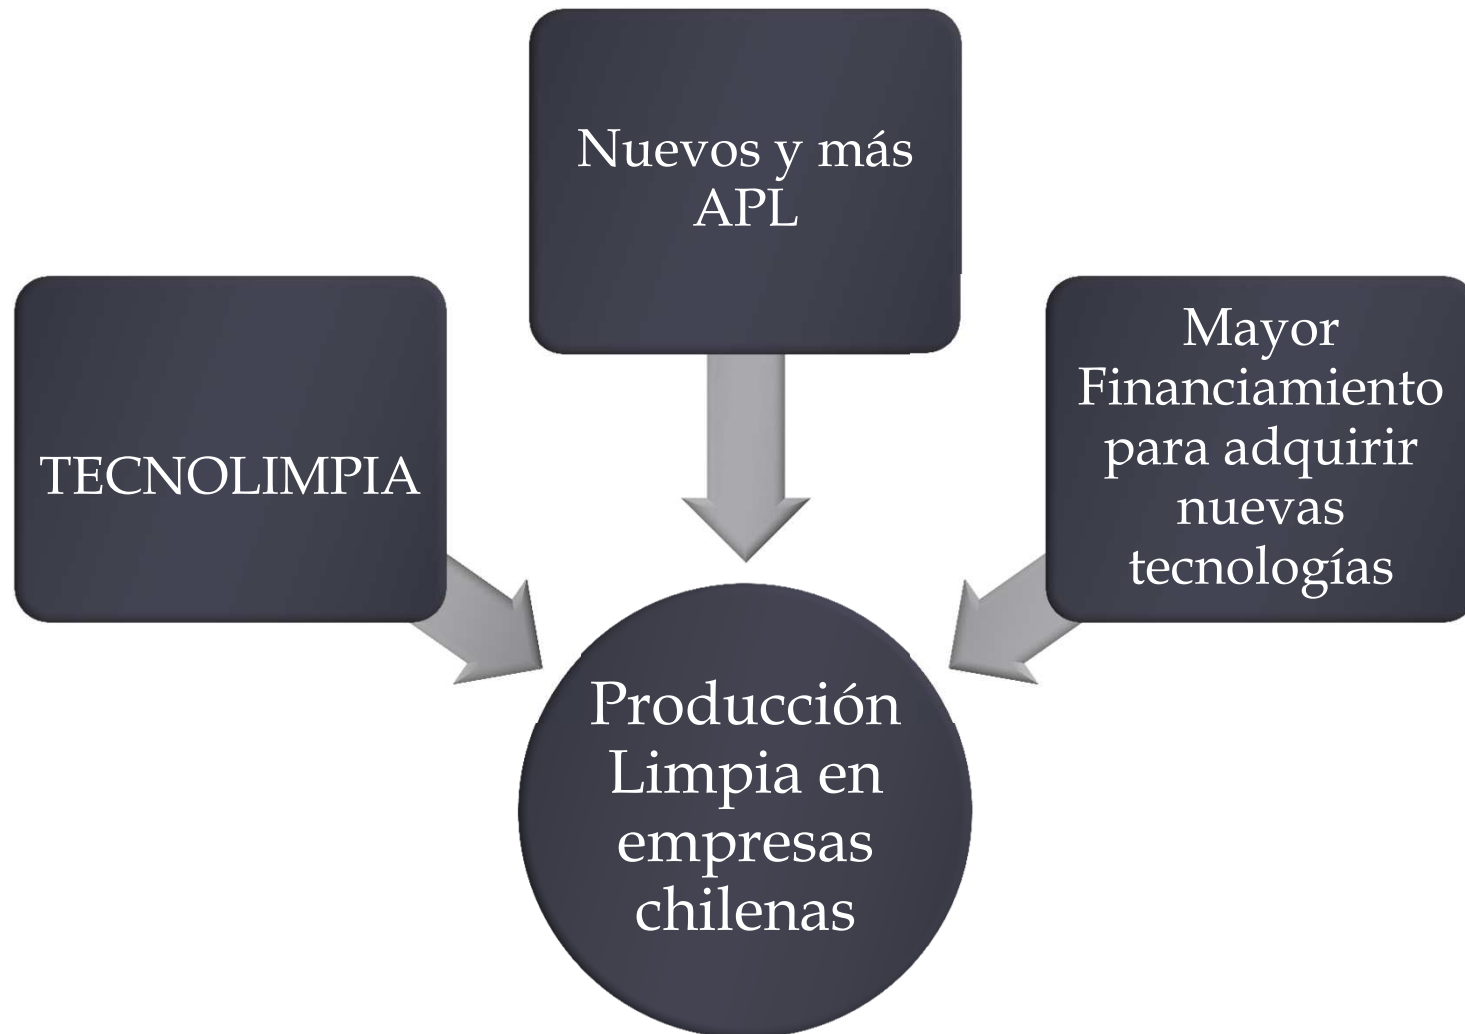 Nuevos y más
APL
TECNOLIMPIA
Mayor
Financiamiento
para adquirir
nuevas
tecnologías
Producción
Limpia en
empresas
chilenas